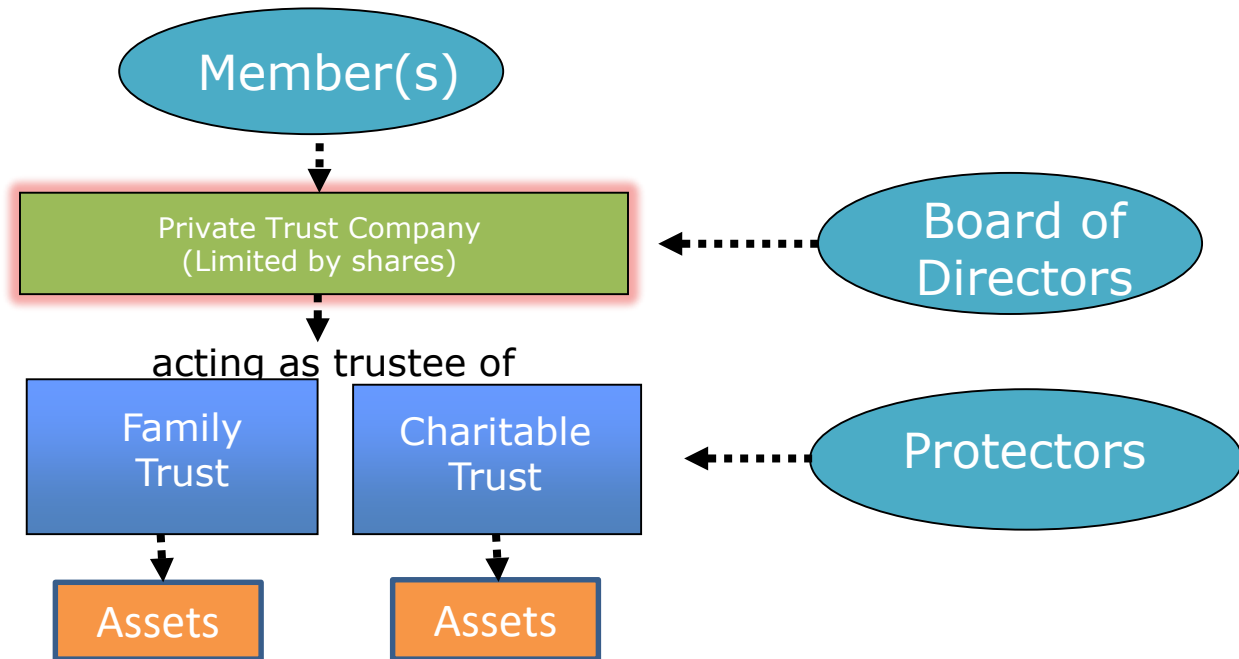 Member(s)
Private Trust Company
(Limited by shares)
Board of
Directors
acting as trustee of
Family
Trust
Charitable
Trust
Protectors
Assets
Assets